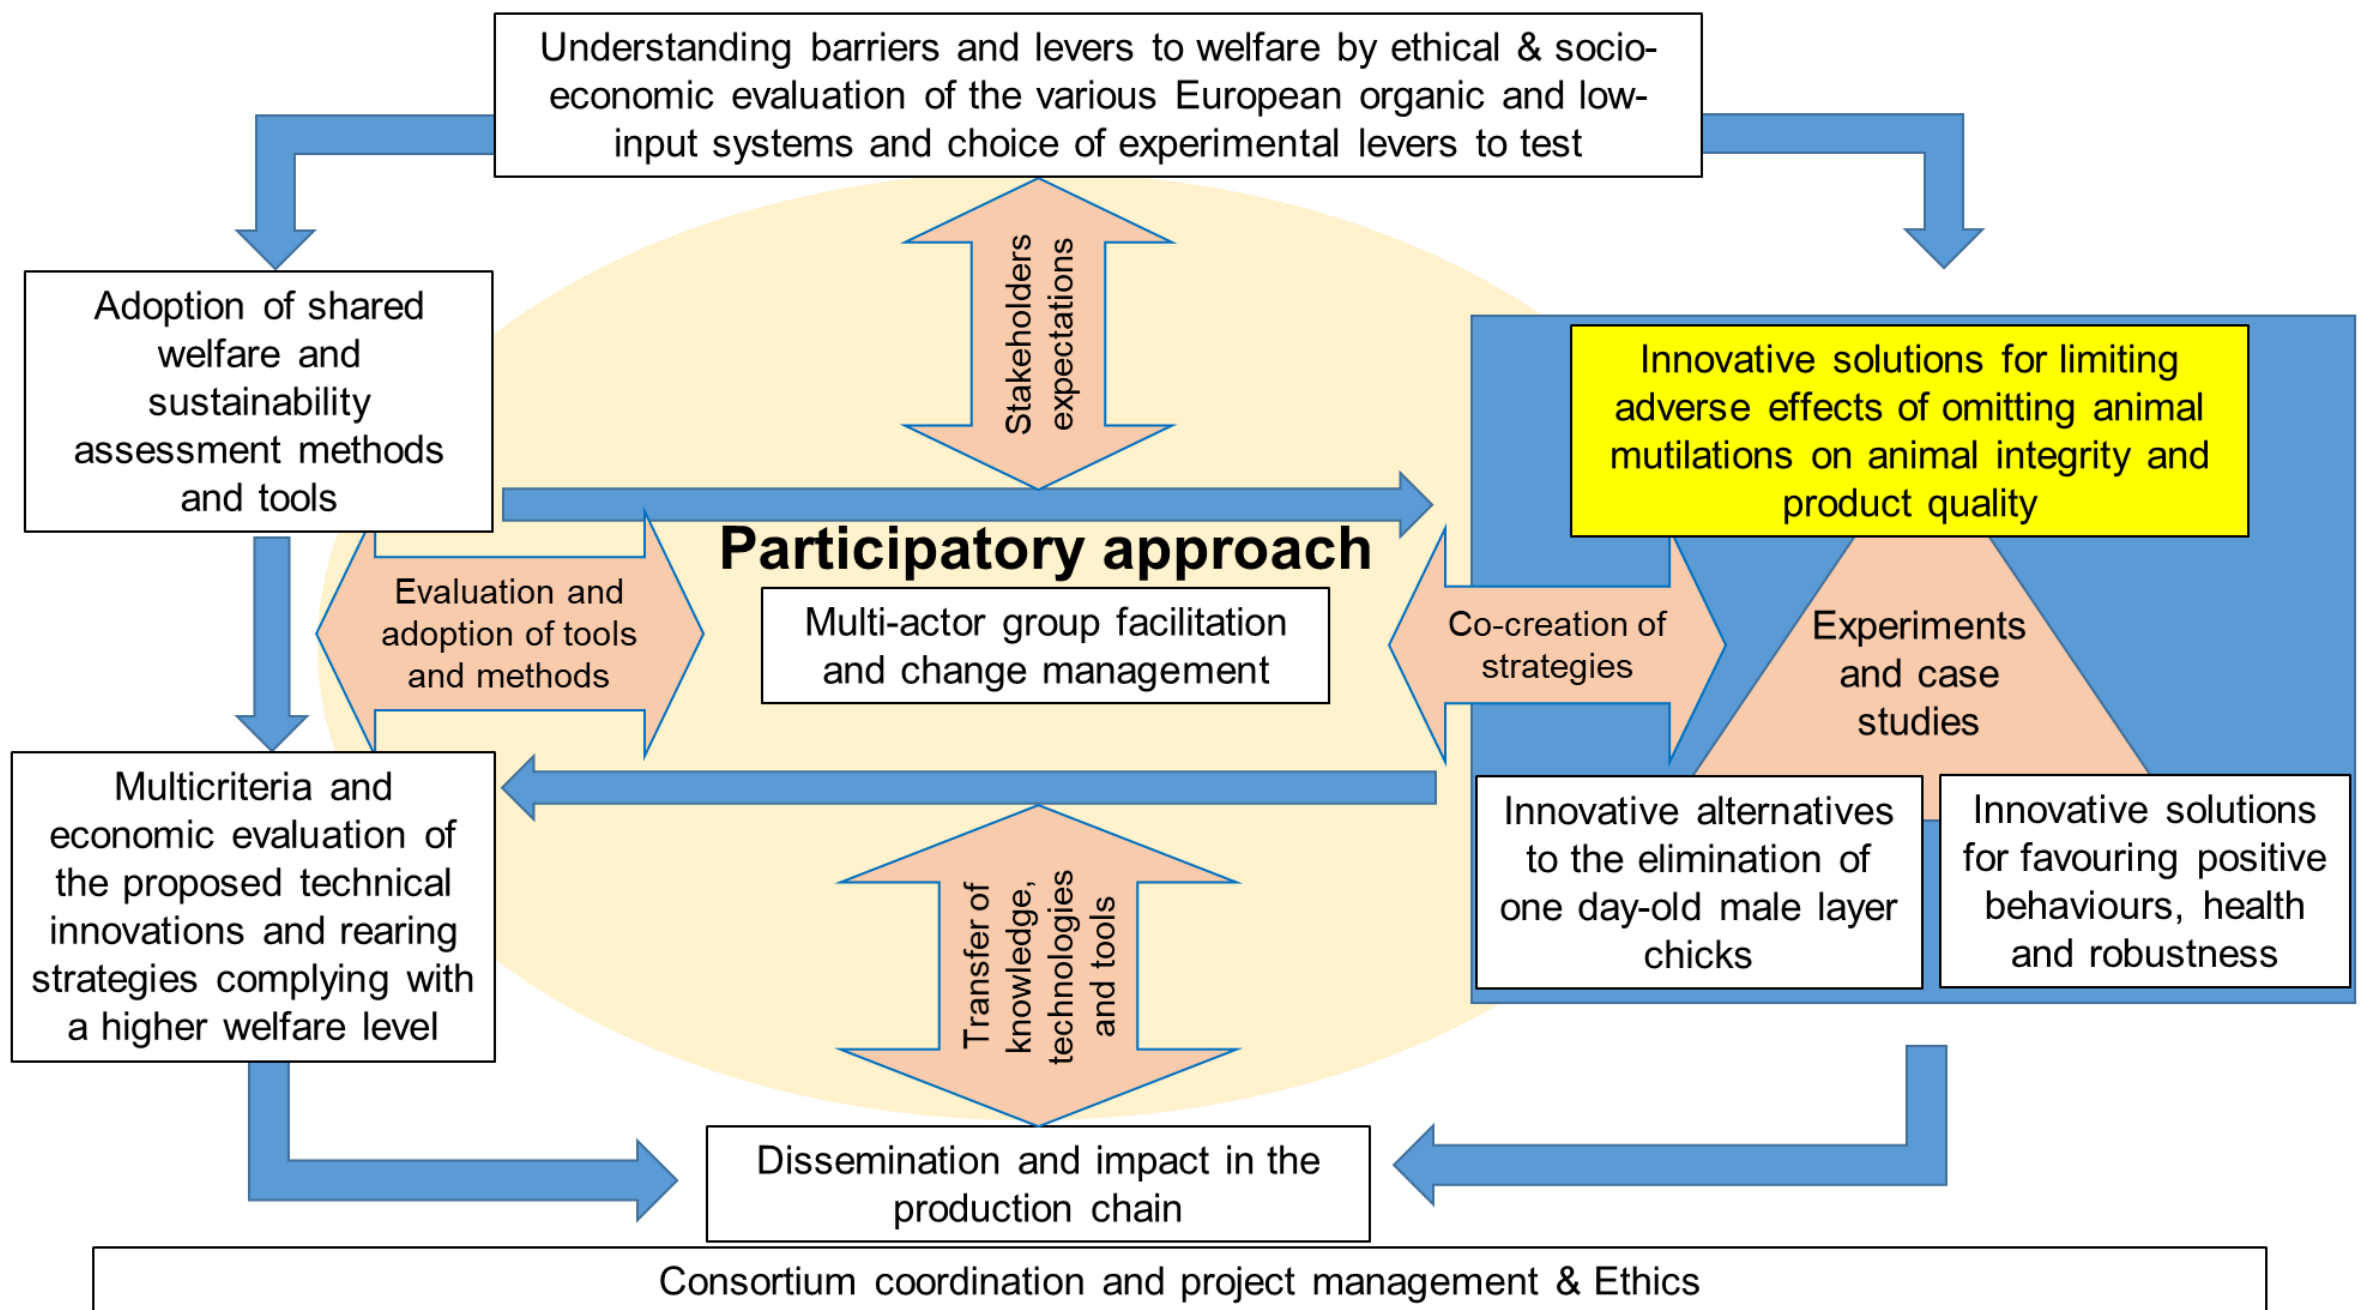 Understanding barriers and levers to welfare by ethical & socio-
economic evaluation of the various European organic and low-
input systems and choice of experimental levers to test
Adoption of shared
welfare and
sustainability
assessment methods
and tools
Stakeholders
expectations
Innovative solutions for limiting
adverse effects of omitting animal
mutilations on animal integrity and
product quality
Participatory approach
Evaluation and
adoption of tools
and methods
Multi-actor group facilitation
and change management
Co-creation of
strategies
Experiments
and case
studies
Multicriteria and
economic evaluation of
the proposed technical
innovations and rearing
strategies complying with
a higher welfare level
Transfer of
knowledge,
technologies
and tools
Innovative alternatives
to the elimination of
one day-old male layer
chicks
Innovative solutions
for favouring positive
behaviours, health
and robustness
Dissemination and impact in the
production chain
Consortium coordination and project management & Ethics